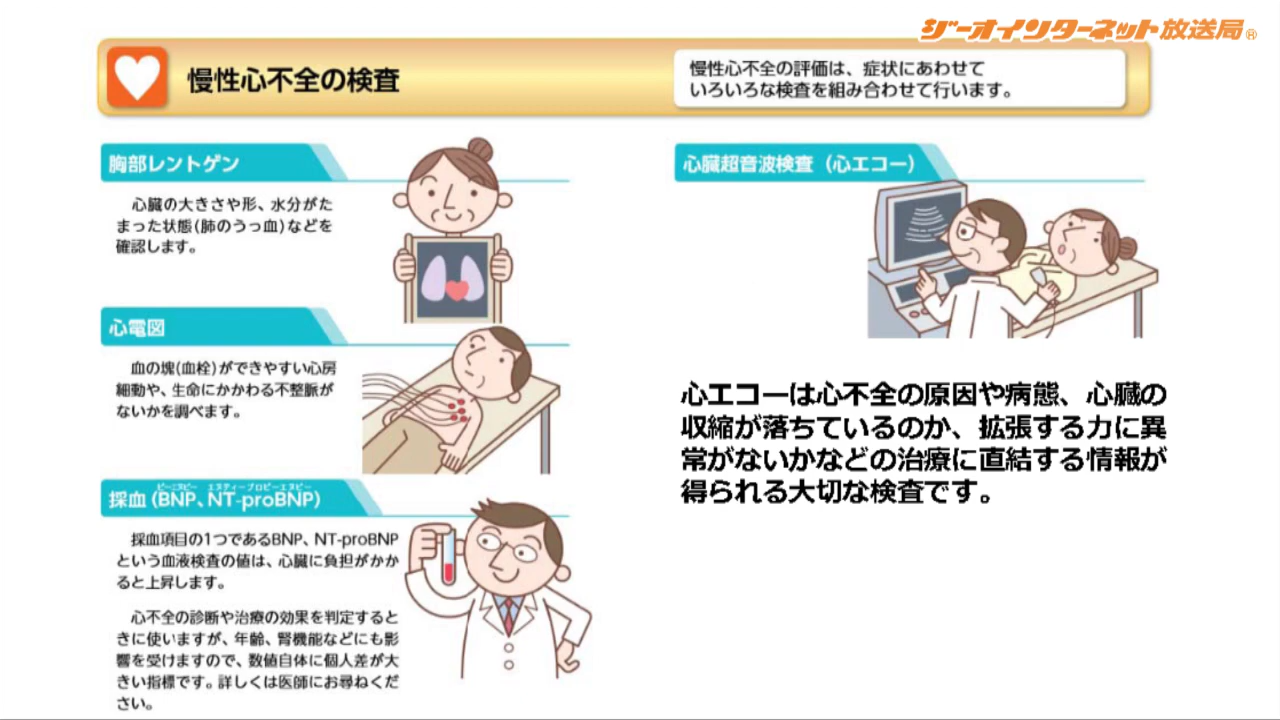 ジーオインターネット放送局®
慢性心不全の検査
慢性心不全の評価は、症状にあわせて
いろいろな検査を組み合わせて行います。
胸部レントゲン
心臓の大きさや形、水分がた
まった状態(肺のうっ血)などを
確認します。
心電図
血の塊(血栓)ができやすい心房
細動や、生命にかかわる不整脈が
ないかを調べます。
ビーエヌピー エヌティープロビーエヌピー
採血(BNP、NT-proBNP)
採血項目の1つであるBNP、NT-proBNP
という血液検査の値は、心臓に負担がかか
ると上昇します。
心不全の診断や治療の効果を判定すると
きに使いますが、年齢、腎機能などにも影
響を受けますので、数値自体に個人差が大
きい指標です。詳しくは医師にお尋ねくだ
さい。
心臓超音波検査(心エコー)
心エコーは心不全の原因や病態、心臓の
収縮が落ちているのか、拡張する力に異
常がないかなどの治療に直結する情報が
得られる大切な検査です。